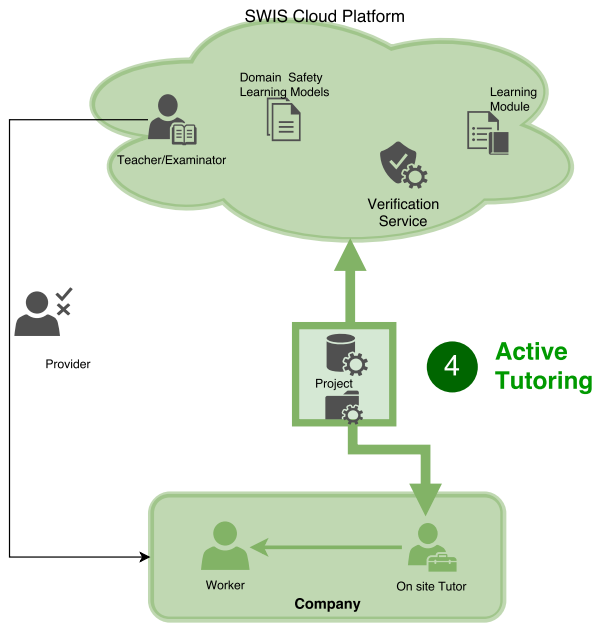 SWIS Cloud Platform
Domain Safety
Learning Models
Learning
Module
Teacher/Examinator
Verification
Service
Provider
Project
4
Active
Tutoring
Worker
On site Tutor
Company